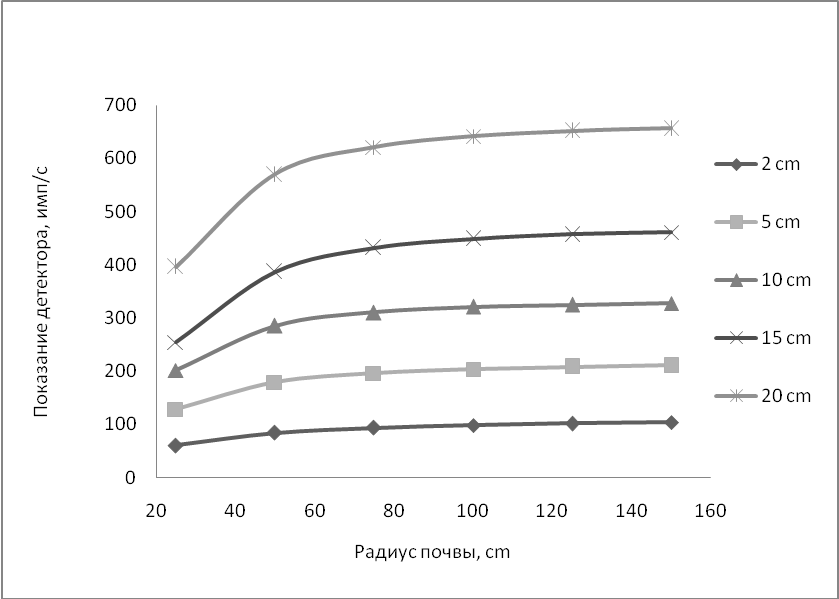 700
600
500
400
300
200
100
0
20 40 60 80 100 120 140 160
Показание детектора, имп/с
Радиус почвы, cm
2 cm
5 cm
10 cm
15 cm
20 cm